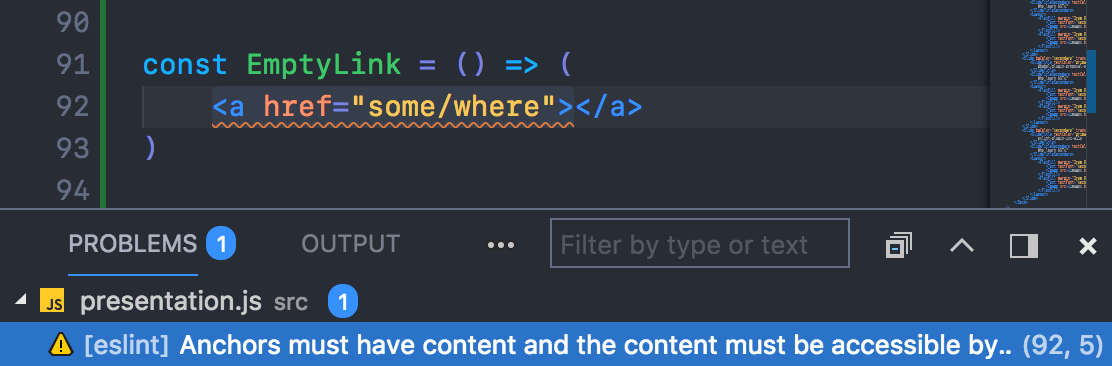 90
91 const EmptyLink = () => (
92 <a href="some/where"></a>
93 )
94
PROBLEMS 1 OUTPUT ••• Filter by type or text
JS presentation.js src 1
[eslint] Anchors must have content and the content must be accessible by.. (92, 5)